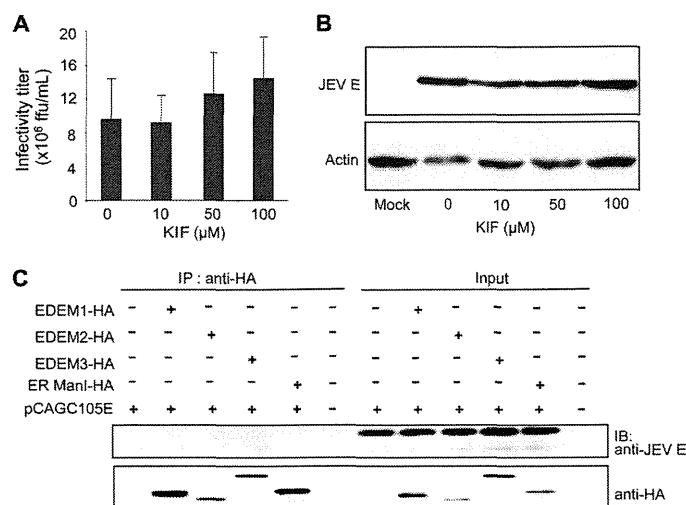 A
Infectivity titer
(x10⁶ ffu/mL)
20
16
12
8
4
0
0 10 50 100
KIF (µM)
B
JEV E
Actin
Mock 0 10 50 100
KIF (µM)
C
IP : anti-HA Input
EDEM1-HA - + - - - - - + - - - -
EDEM2-HA - - + - - - - - + - - -
EDEM3-HA - - - + - - - - - + - -
ER ManI-HA - - - - + - - - - - + -
pCAGC105E + + + + + - + + + + + -
IB:
anti-JEV E
anti-HA